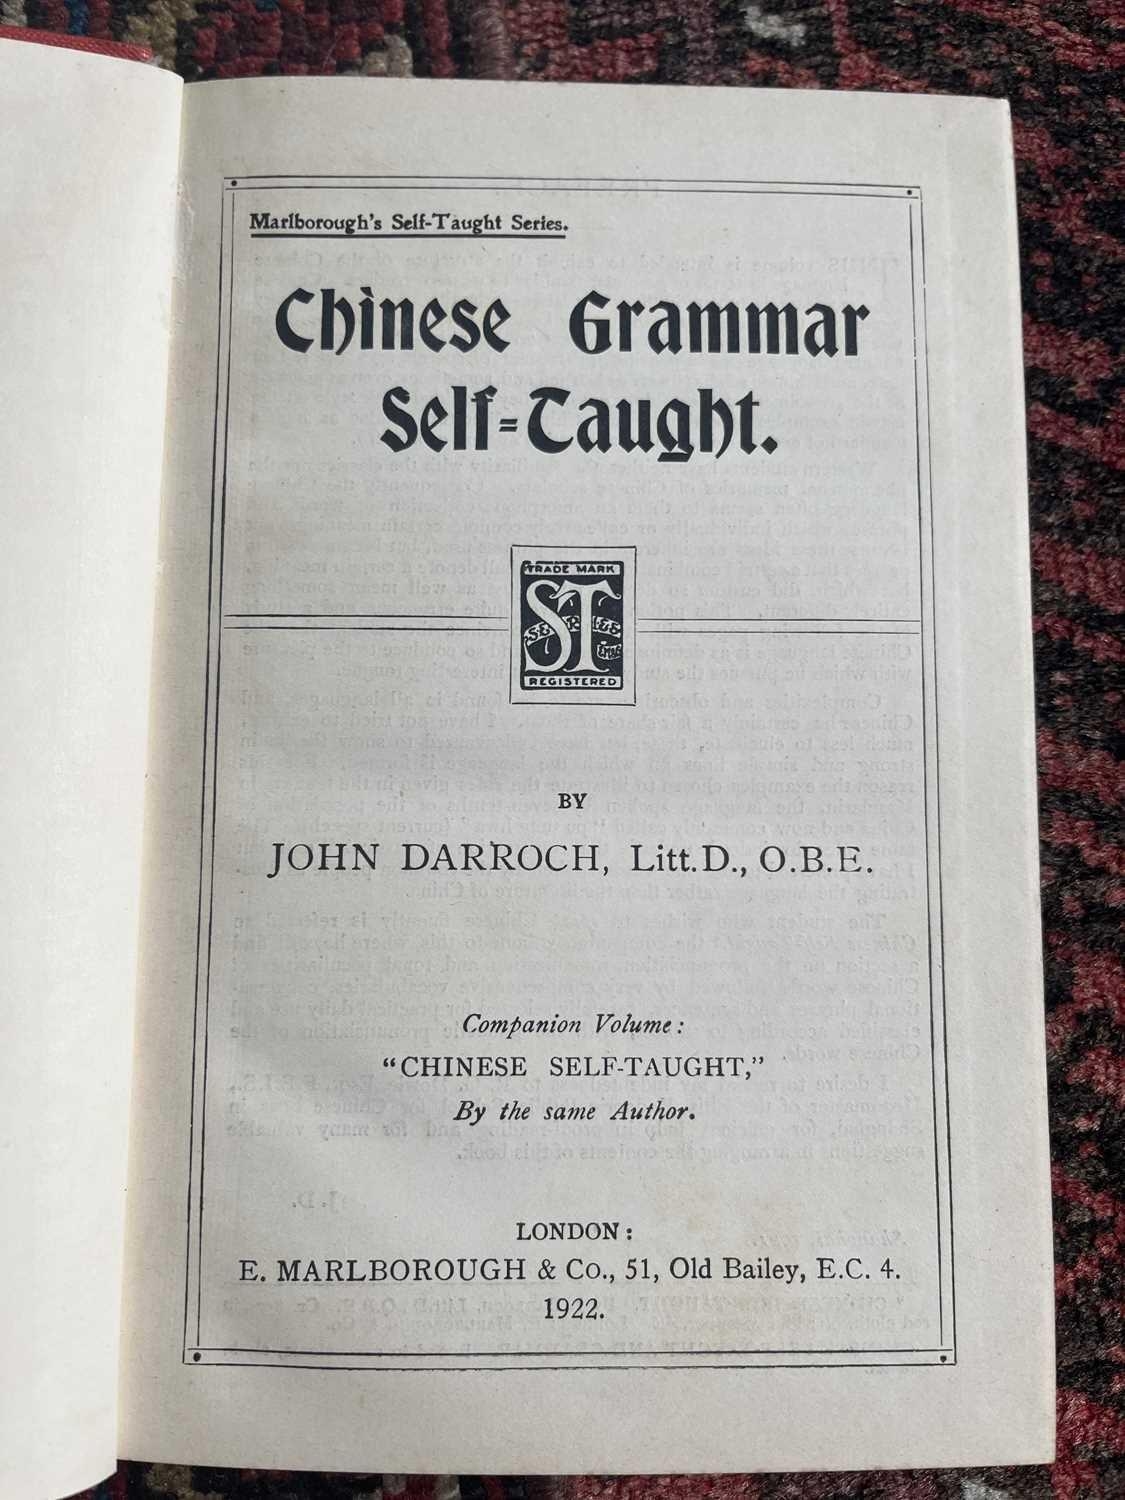 Marlborough's Self-Taught Series.
Chinese Grammar
Self-Taught.
TRADE MARK
ST
SERIES
REGISTERED
BY
JOHN DARROCH, Litt.D., O.B.E.
Companion Volume:
"CHINESE SELF-TAUGHT,"
By the same Author.
LONDON:
E. MARLBOROUGH & Co., 51, Old Bailey, E.C. 4.
1922.